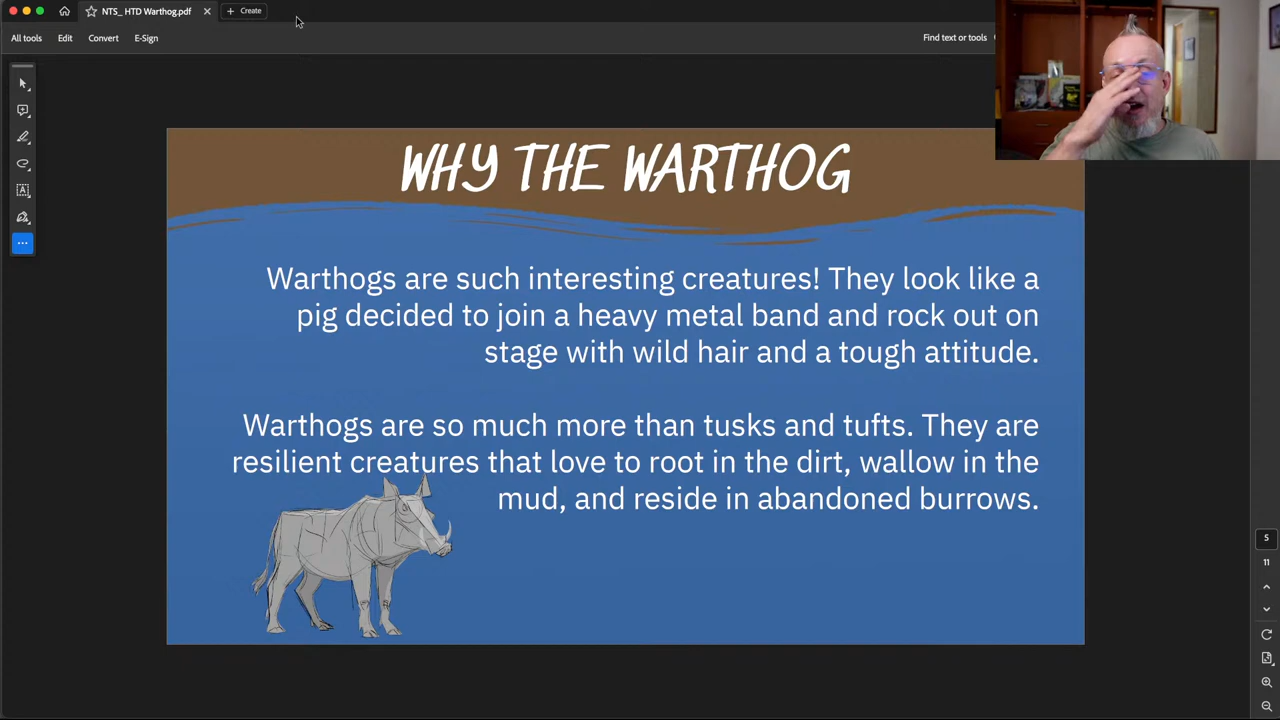 NTS_ HTD Warthog.pdf
Create
All tools
Edit
Convert
E-Sign
Find text or tools
WHY THE WARTHOG
Warthogs are such interesting creatures! They look like a
pig decided to join a heavy metal band and rock out on
stage with wild hair and a tough attitude.
Warthogs are so much more than tusks and tufts. They are
resilient creatures that love to root in the dirt, wallow in the
mud, and reside in abandoned burrows.
5
11